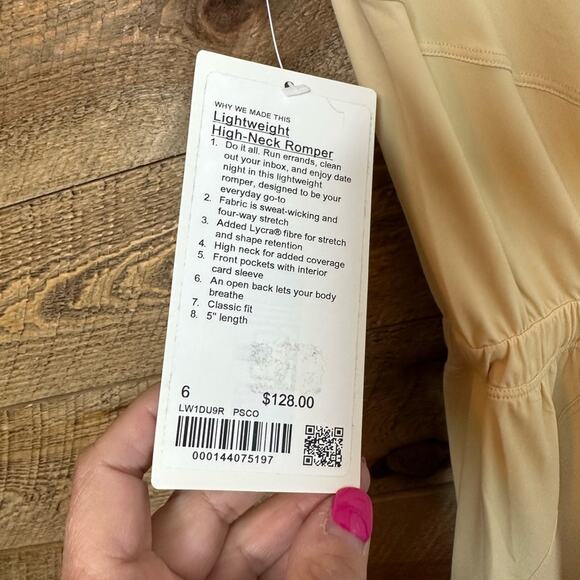 WHY WE MADE THIS
Lightweight
High-Neck Romper
1. Do it all. Run errands, clean
out your inbox, and enjoy date
night in this lightweight
romper, designed to be your
everyday go-to
2. Fabric is sweat-wicking and
four-way stretch
3. Added Lycra® fibre for stretch
and shape retention
4. High neck for added coverage
5. Front pockets with interior
card sleeve
6. An open back lets your body
breathe
7. Classic fit
8. 5" length
6 $128.00
LW1DU9R PSCO
000144075197